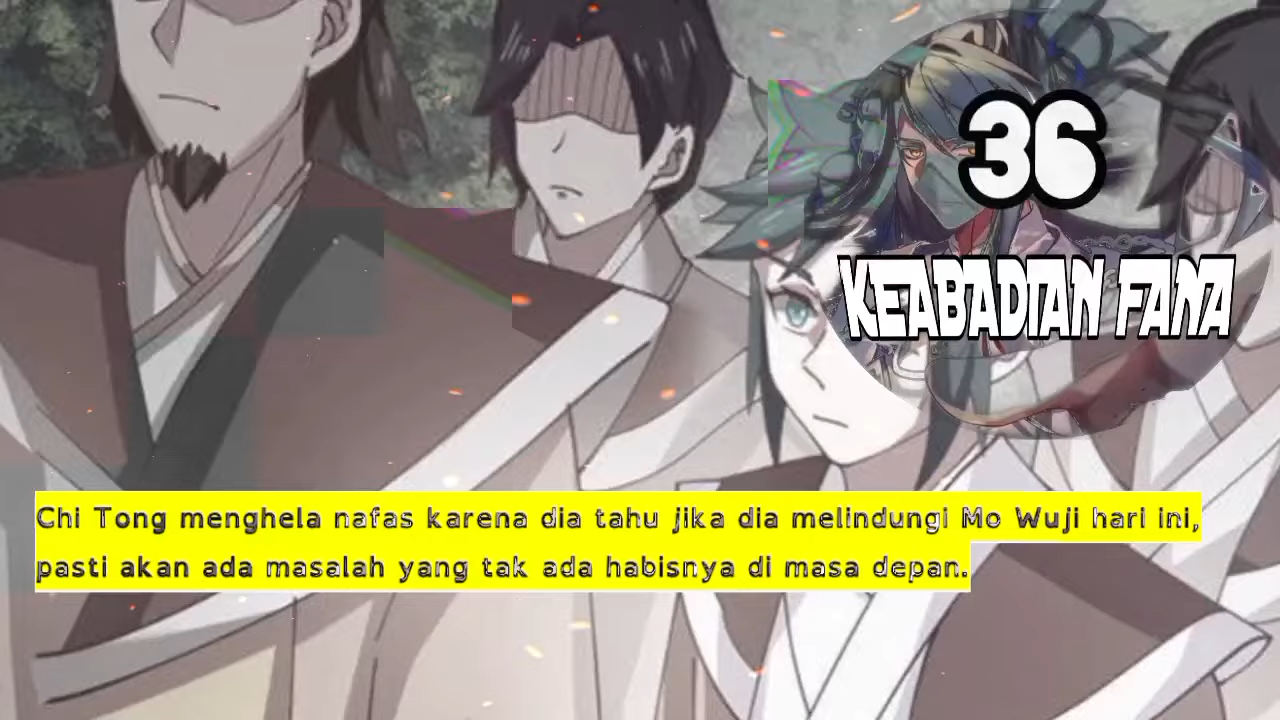 36
KEABADIAN FANA
Chi Tong menghela nafas karena dia tahu jika dia melindungi Mo Wuji hari ini,
pasti akan ada masalah yang tak ada habisnya di masa depan.